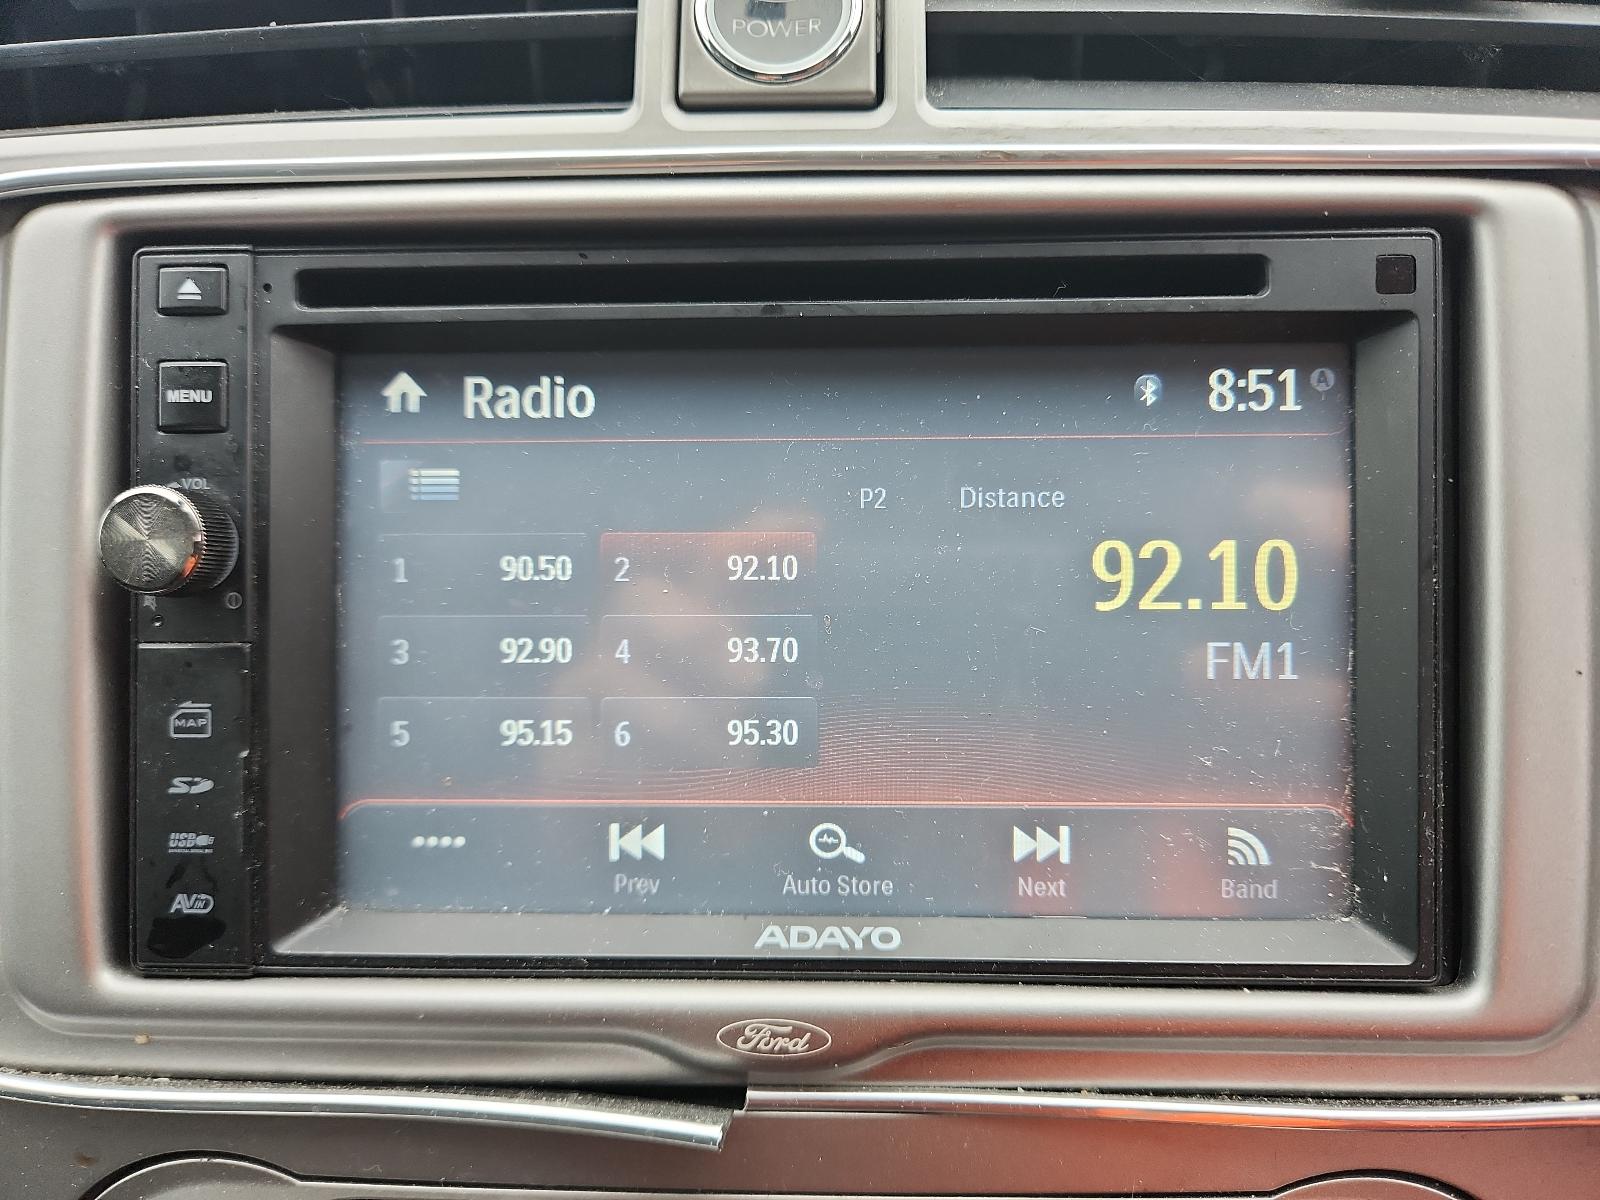 POWER
MENU
VOL
MAP
SD
USB
AV IN
Radio
8:51 A
P2 Distance
1 90.50 2 92.10
92.10
3 92.90 4 93.70
FM1
5 95.15 6 95.30
Prev Auto Store Next Band
ADAYO
Ford